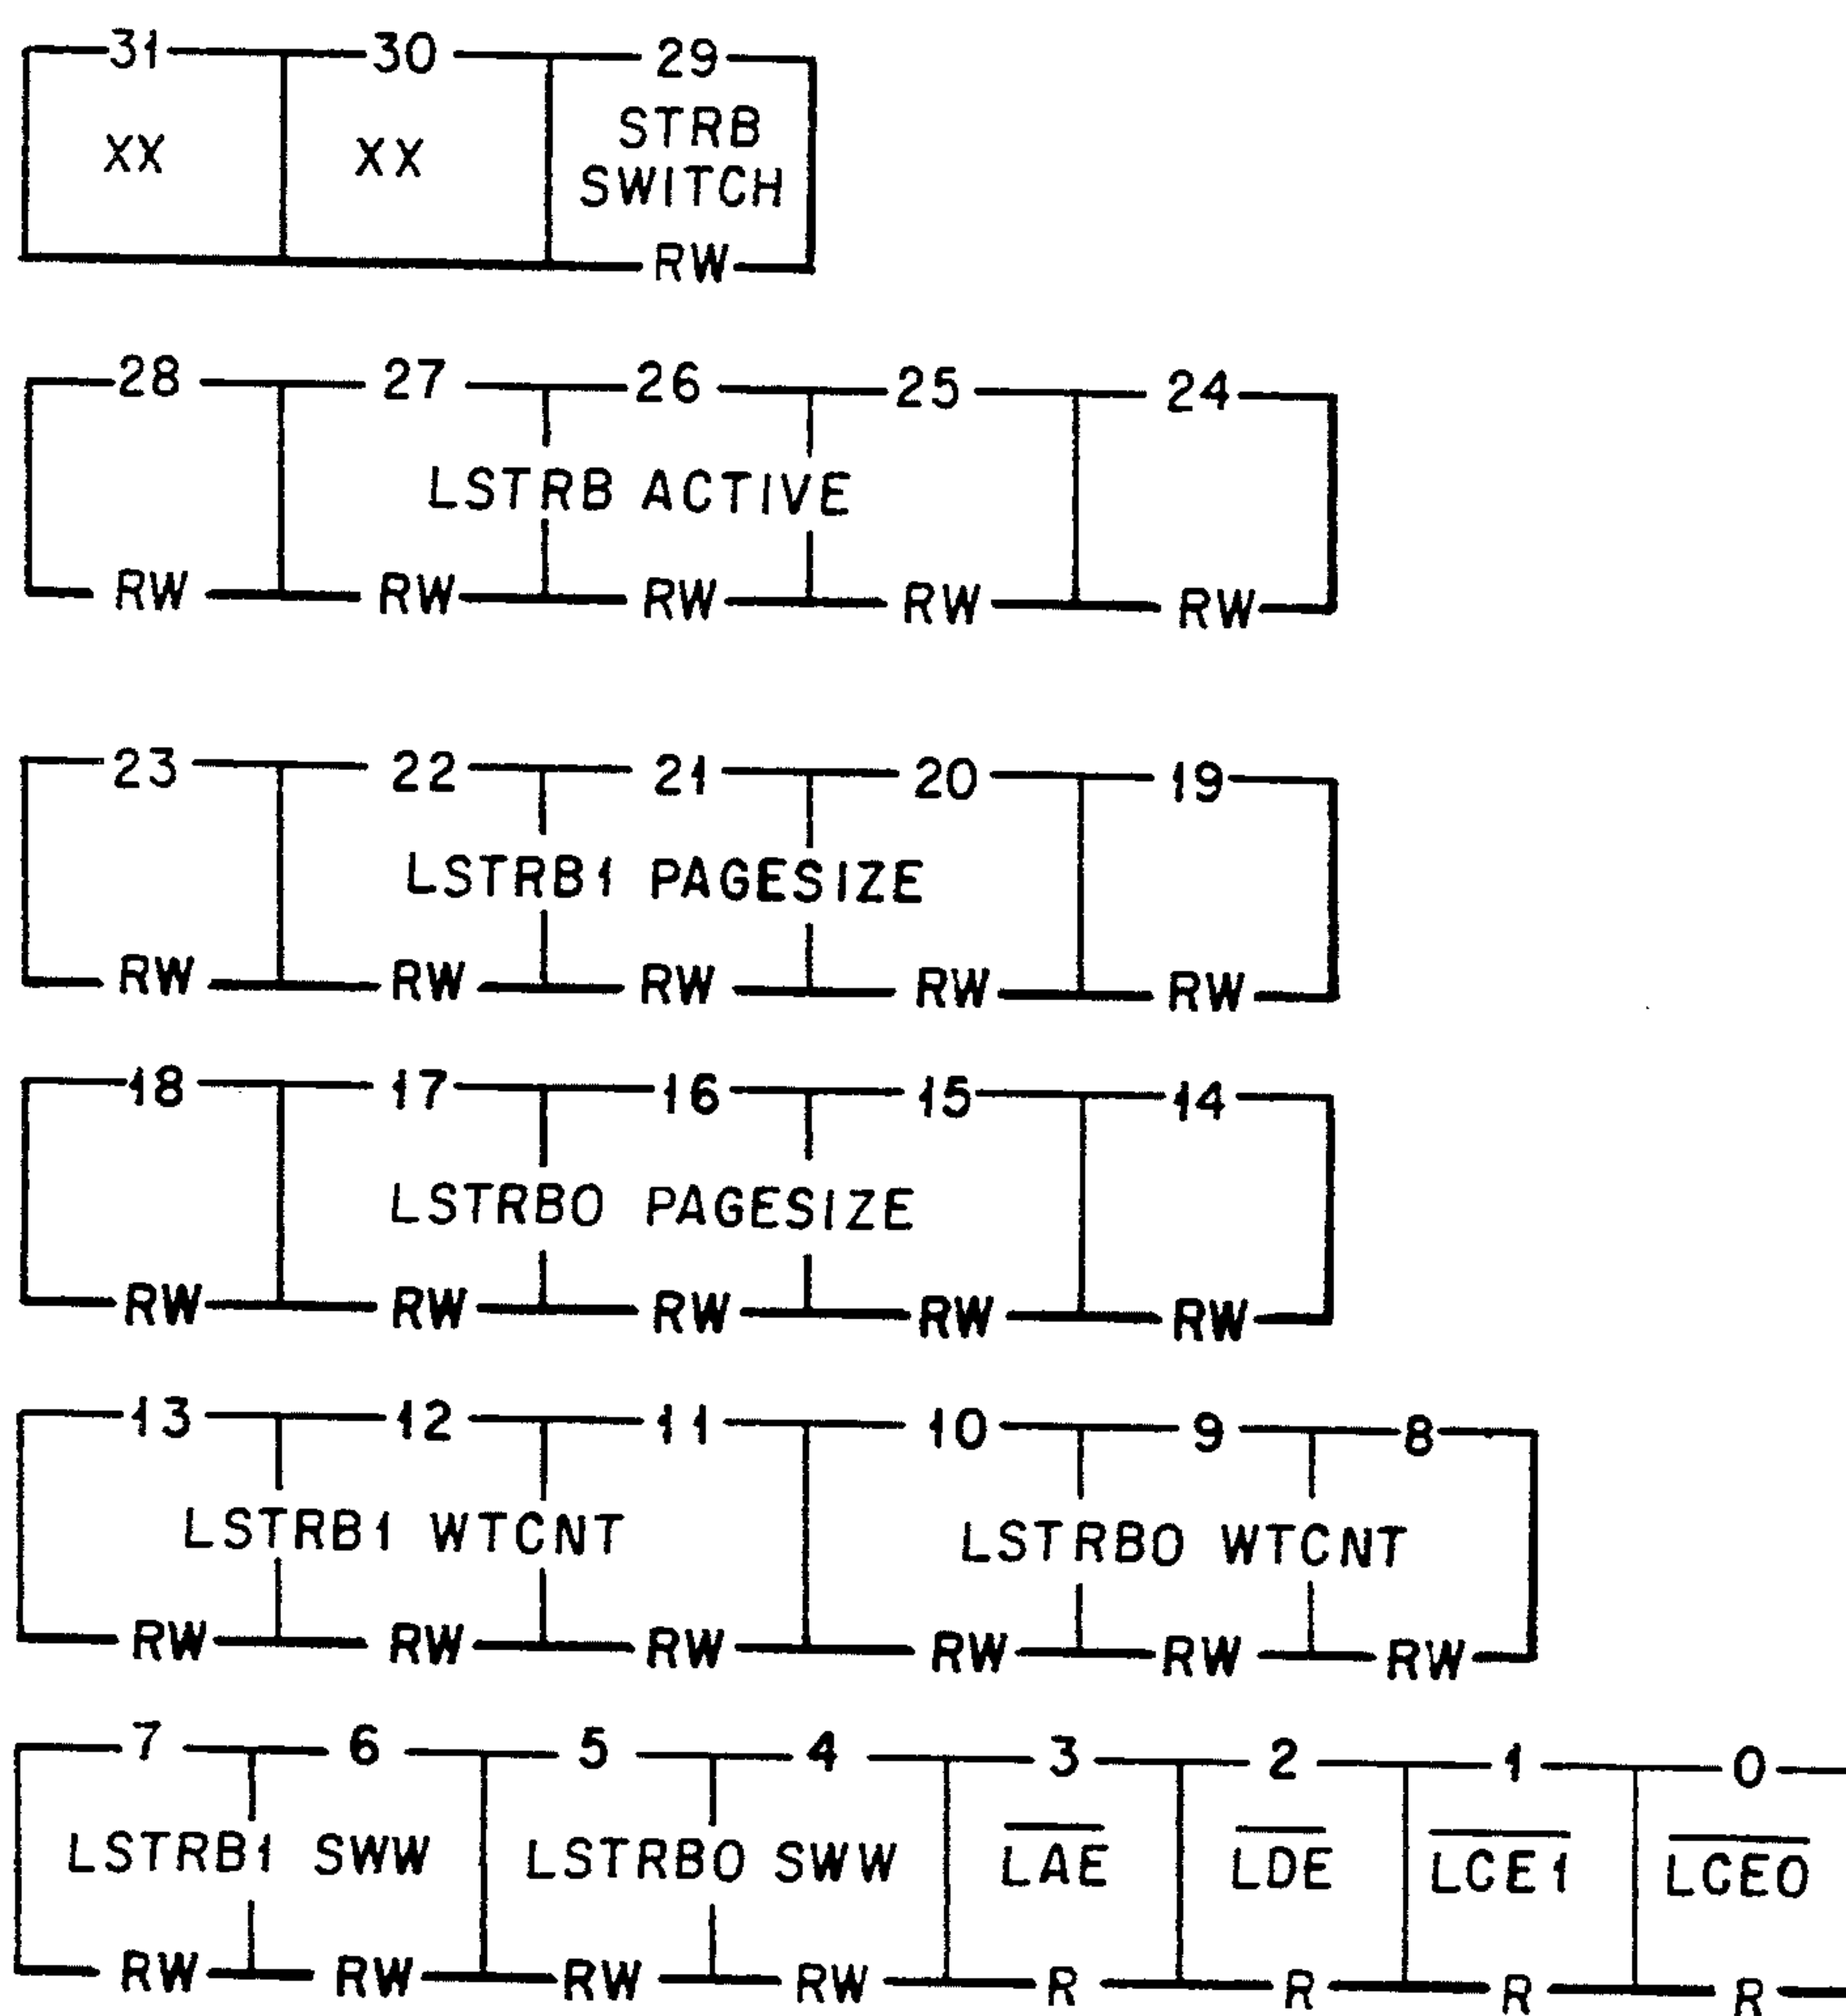 31 30 29
XX XX STRB
SWITCH
RW
28 27 26 25 24
LSTRB ACTIVE
RW RW RW RW RW
23 22 21 20 19
LSTRB1 PAGESIZE
RW RW RW RW RW
18 17 16 15 14
LSTRB0 PAGESIZE
RW RW RW RW RW
13 12 11 10 9 8
LSTRB1 WTCNT LSTRB0 WTCNT
RW RW RW RW RW RW
7 6 5 4 3 2 1 0
LSTRB1 SWW LSTRB0 SWW L̅A̅E̅ L̅D̅E̅ L̅C̅E̅1̅ L̅C̅E̅0̅
RW RW RW RW R R R R